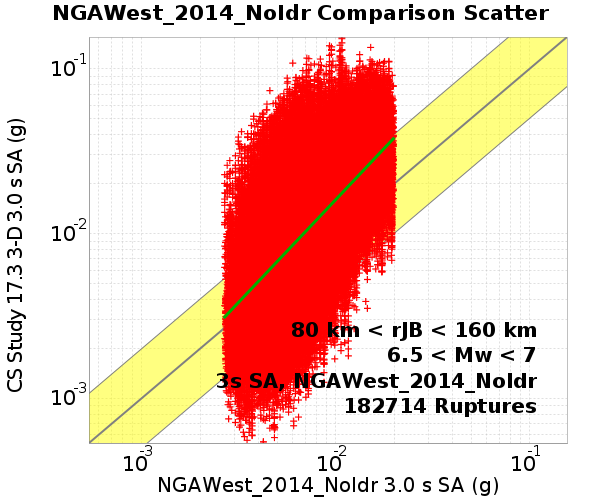 NGAWest_2014_NoIdr Comparison Scatter
CS Study 17.3 3-D 3.0 s SA (g)
10-1
10-2
10-3
80 km < rJB < 160 km
6.5 < Mw < 7
3s SA, NGAWest_2014_NoIdr
182714 Ruptures
10-3 10-2 10-1
NGAWest_2014_NoIdr 3.0 s SA (g)